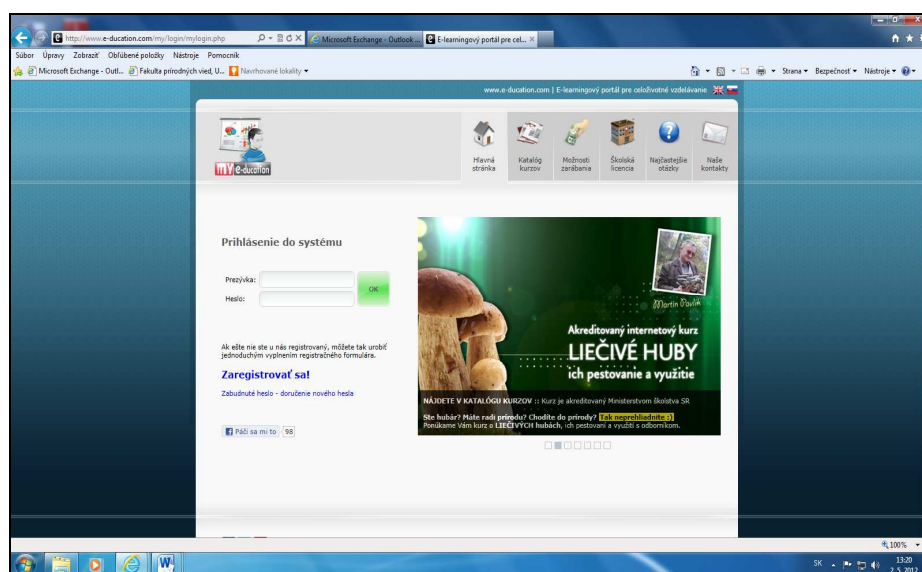 http://www.e-ducation.com/my/login/mylogin.php
Microsoft Exchange - Outlook ...
E-learningový portál pre cel...
Súbor Úpravy Zobraziť Obľúbené položky Nástroje Pomocník
Microsoft Exchange - Outl... Fakulta prírodných vied, U... Navrhované lokality
Strana Bezpečnosť Nástroje
www.e-ducation.com | E-learningový portál pre celoživotné vzdelávanie
my e-ducation
Hlavná stránka
Katalóg kurzov
Možnosti zarábania
Školská licencia
Najčastejšie otázky
Naše kontakty
Prihlásenie do systému
Prezývka:
Heslo:
OK
Ak ešte nie ste u nás registrovaný, môžete tak urobiť
jednoduchým vyplnením registračného formulára.
Zaregistrovať sa!
Zabudnuté heslo - doručenie nového hesla
Páči sa mi to 98
Martin Pavlík
Akreditovaný internetový kurz
LIEČIVÉ HUBY
ich pestovanie a využitie
NÁJDETE V KATALÓGU KURZOV :: Kurz je akreditovaný Ministerstvom školstva SR
Ste hubár? Máte radi prírodu? Chodíte do prírody? Tak neprehliadnite :)
Ponúkame Vám kurz o LIEČIVÝCH hubách, ich pestovaní a využití s odborníkom.
100%
SK
13:20
2. 5. 2012